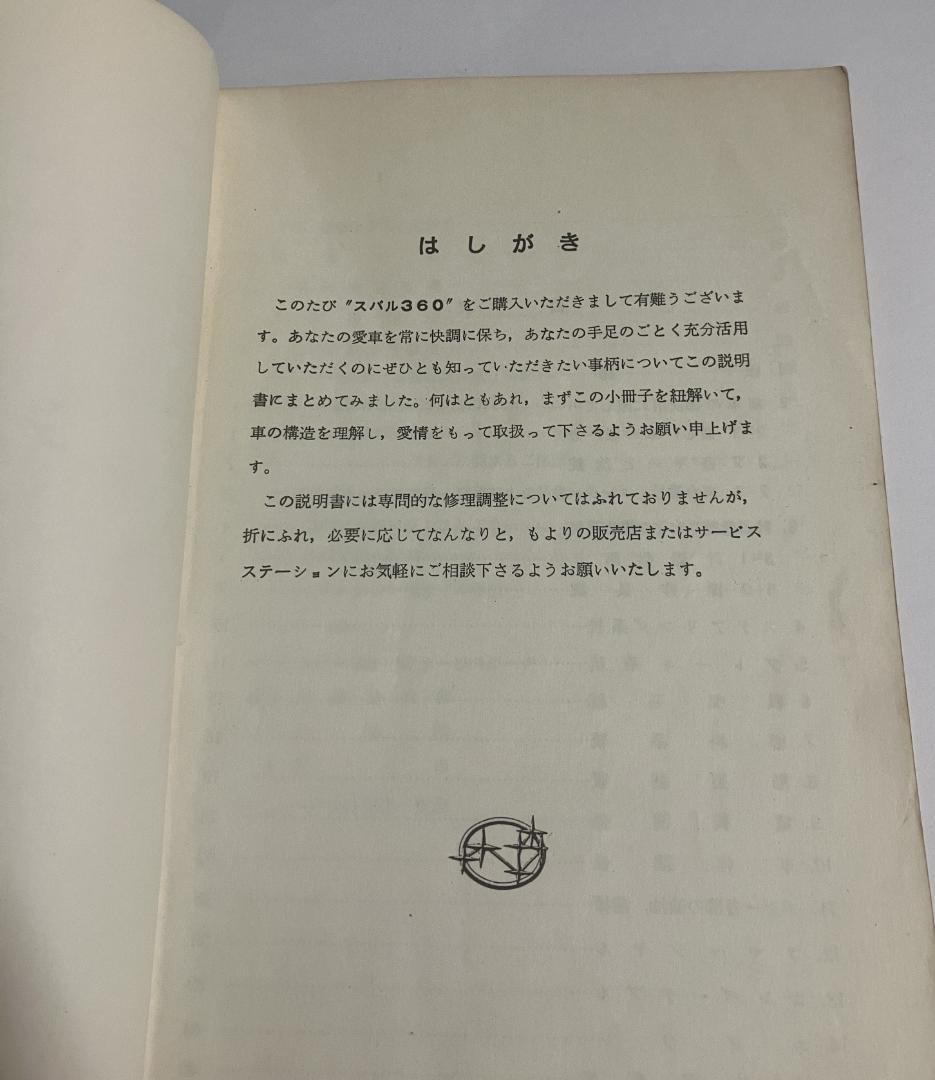 はしがき
このたび〝スバル360〟をご購入いただきまして有難うございま
す。あなたの愛車を常に快調に保ち，あなたの手足のごとく充分活用
していただくのにぜひとも知っていただきたい事柄についてこの説明
書にまとめてみました。何はともあれ，まずこの小冊子を紐解いて，
車の構造を理解し，愛情をもって取扱って下さるようお願い申上げま
す。
この説明書には専問的な修理調整についてはふれておりませんが，
折にふれ，必要に応じてなんなりと，もよりの販売店またはサービス
ステーションにお気軽にご相談下さるようお願いいたします。